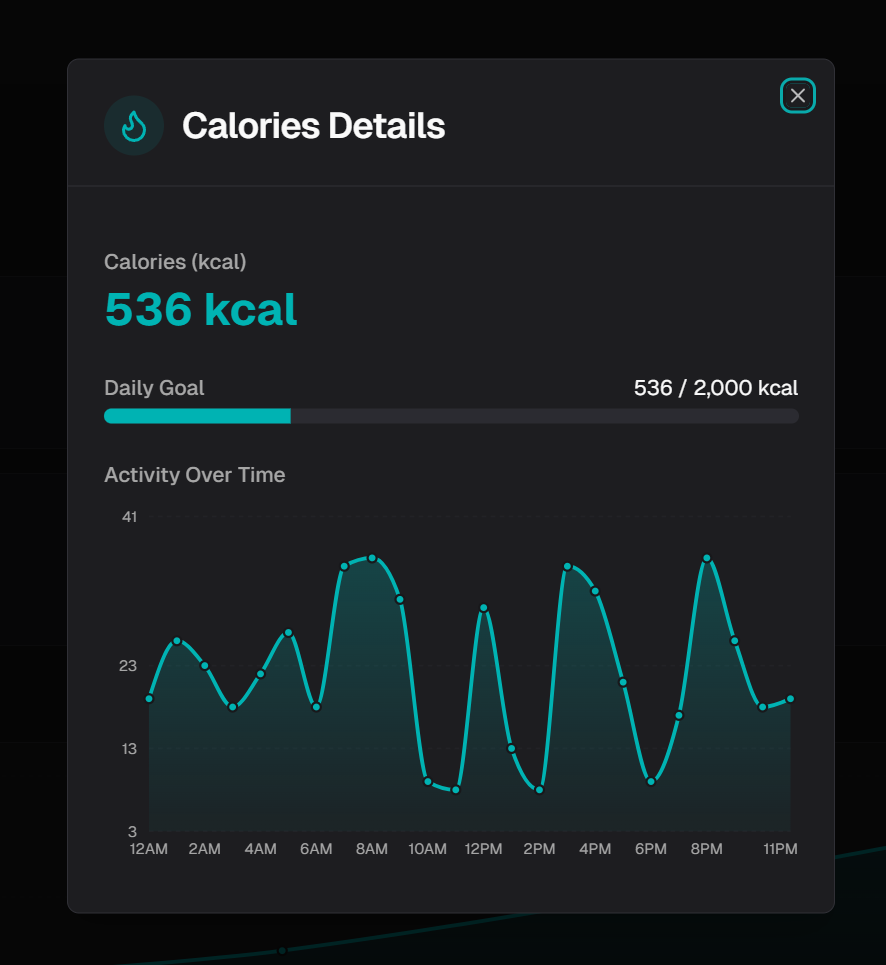 Calories Details
Calories (kcal)
536 kcal
Daily Goal
536 / 2,000 kcal
Activity Over Time
41
23
13
3
12AM 2AM 4AM 6AM 8AM 10AM 12PM 2PM 4PM 6PM 8PM 11PM